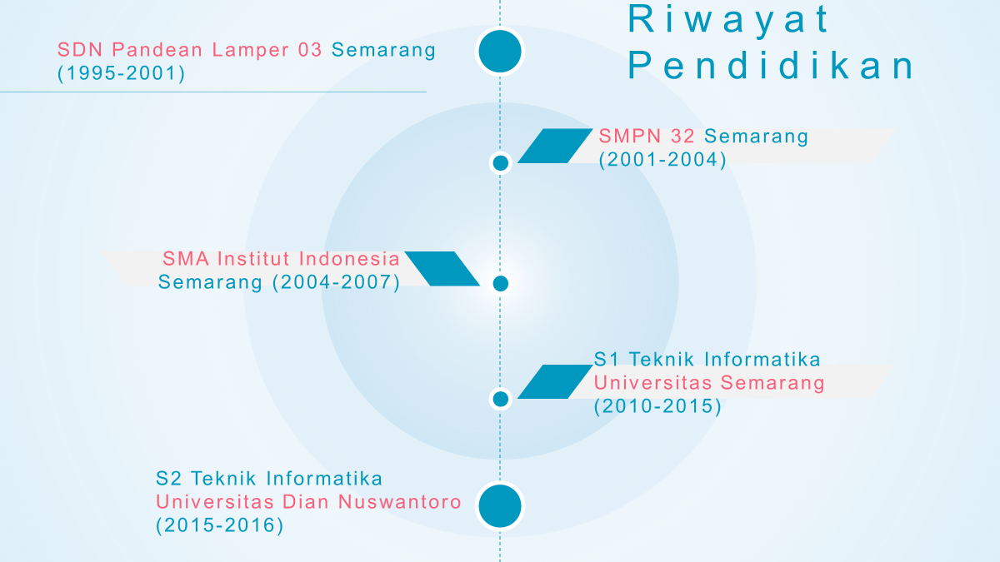 Riwayat
Pendidikan
SDN Pandean Lamper 03 Semarang
(1995-2001)
SMPN 32 Semarang
(2001-2004)
SMA Institut Indonesia
Semarang (2004-2007)
S1 Teknik Informatika
Universitas Semarang
(2010-2015)
S2 Teknik Informatika
Universitas Dian Nuswantoro
(2015-2016)